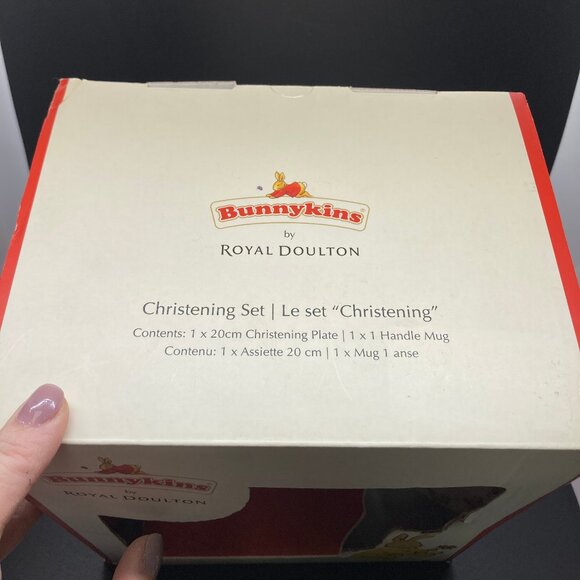 Bunnykins
by
ROYAL DOULTON
Christening Set | Le set “Christening”
Contents: 1 x 20cm Christening Plate | 1 x 1 Handle Mug
Contenu: 1 x Assiette 20 cm | 1 x Mug 1 anse
Bunnykins
by
ROYAL DOULTON